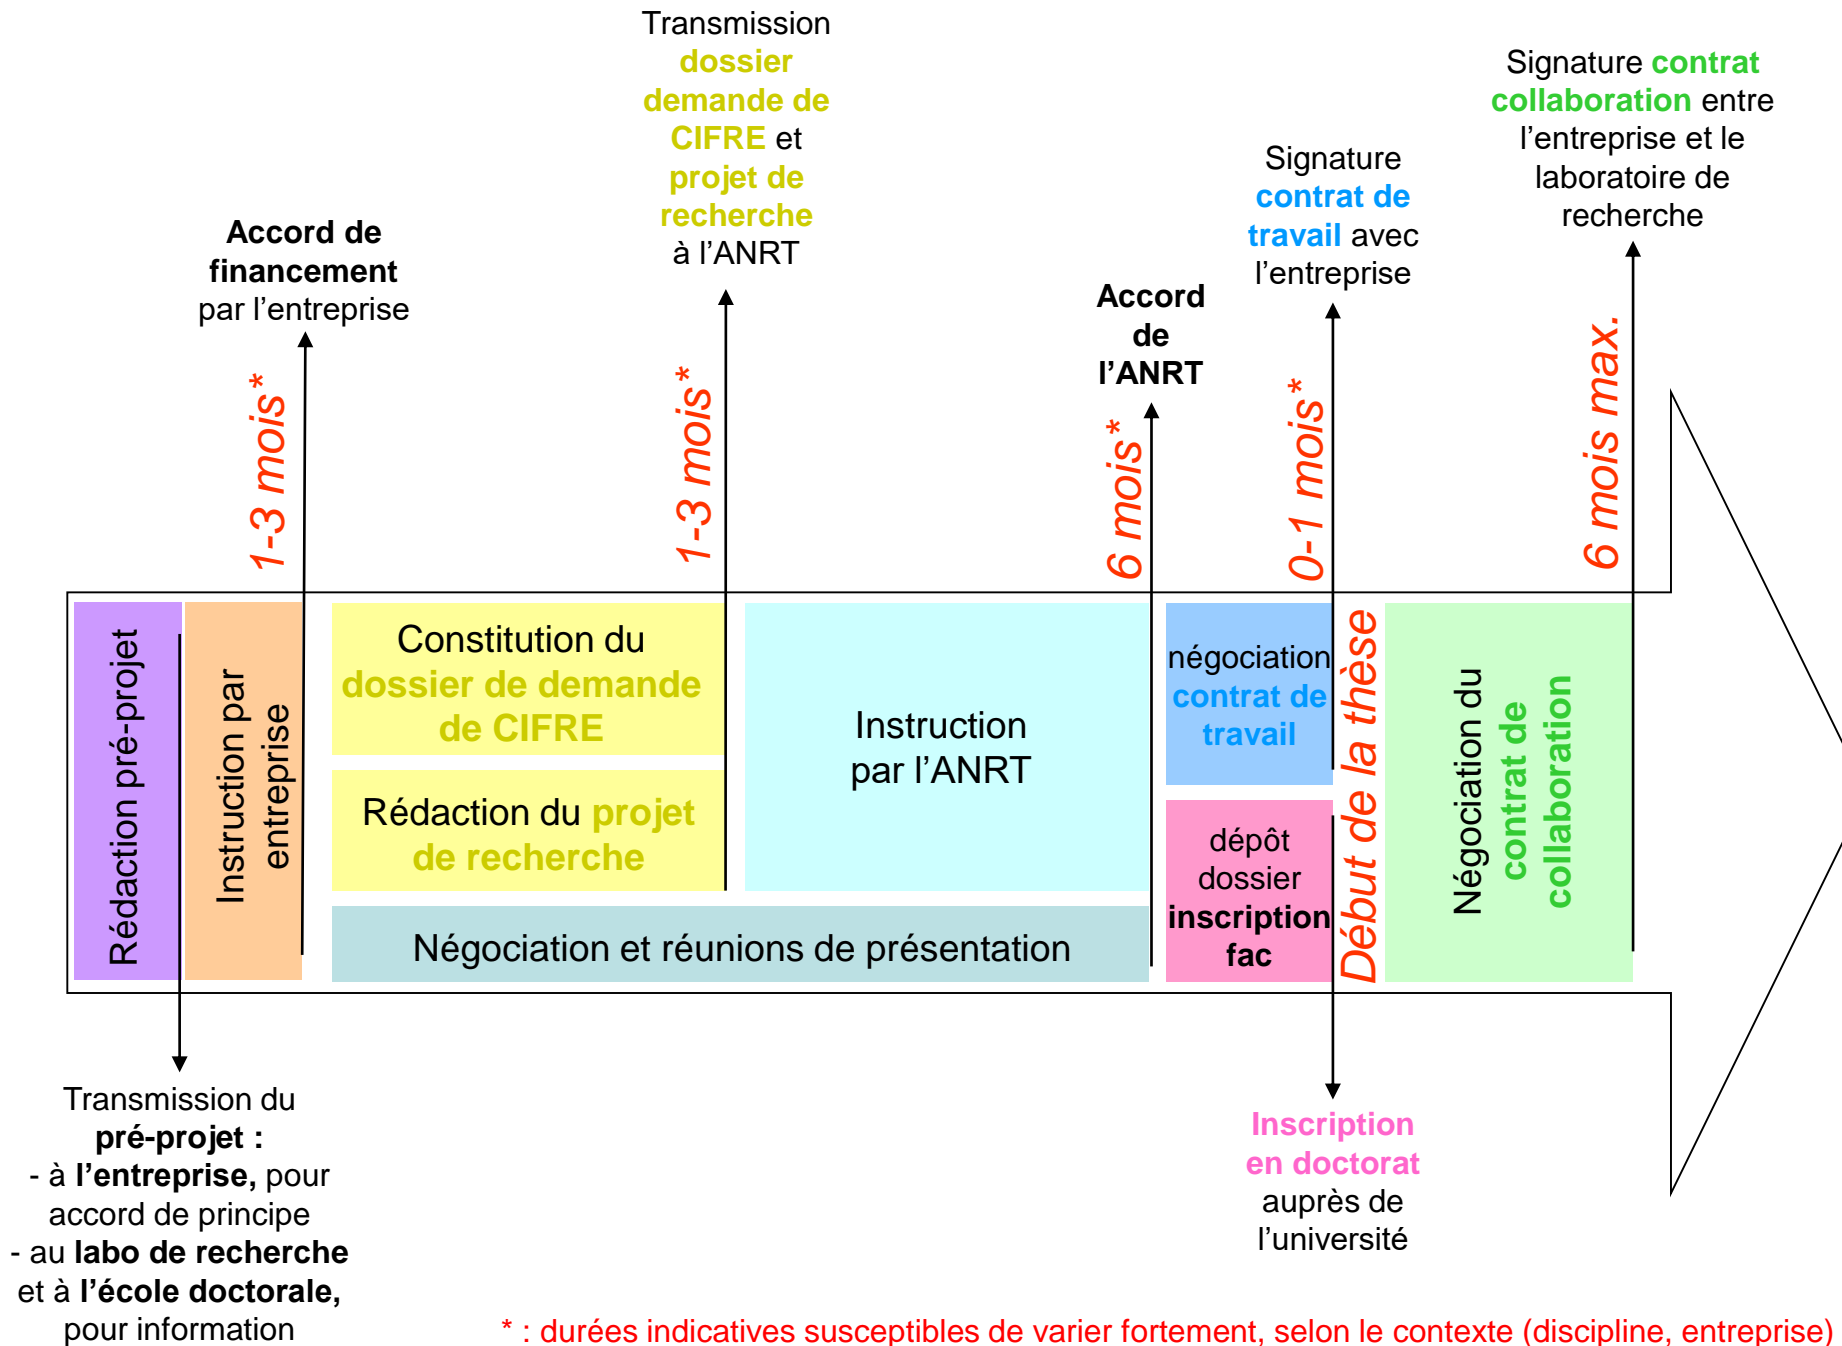 Transmission
dossier
demande de
CIFRE et
projet de
recherche
à l’ANRT
Signature contrat
collaboration entre
l’entreprise et le
laboratoire de
recherche
Signature
contrat de
travail avec
l’entreprise
Accord de
financement
par l’entreprise
Accord
de
l’ANRT
1-3 mois*
1-3 mois*
6 mois*
0-1 mois*
6 mois max.
Rédaction pré-projet
Instruction par
entreprise
Constitution du
dossier de demande
de CIFRE
Rédaction du projet
de recherche
Instruction
par l’ANRT
Négociation et réunions de présentation
négociation
contrat de
travail
dépôt
dossier
inscription
fac
Début de la thèse
Négociation du
contrat de
collaboration
Transmission du
pré-projet :
- à l’entreprise, pour
accord de principe
- au labo de recherche
et à l’école doctorale,
pour information
Inscription
en doctorat
auprès de
l’université
* : durées indicatives susceptibles de varier fortement, selon le contexte (discipline, entreprise)